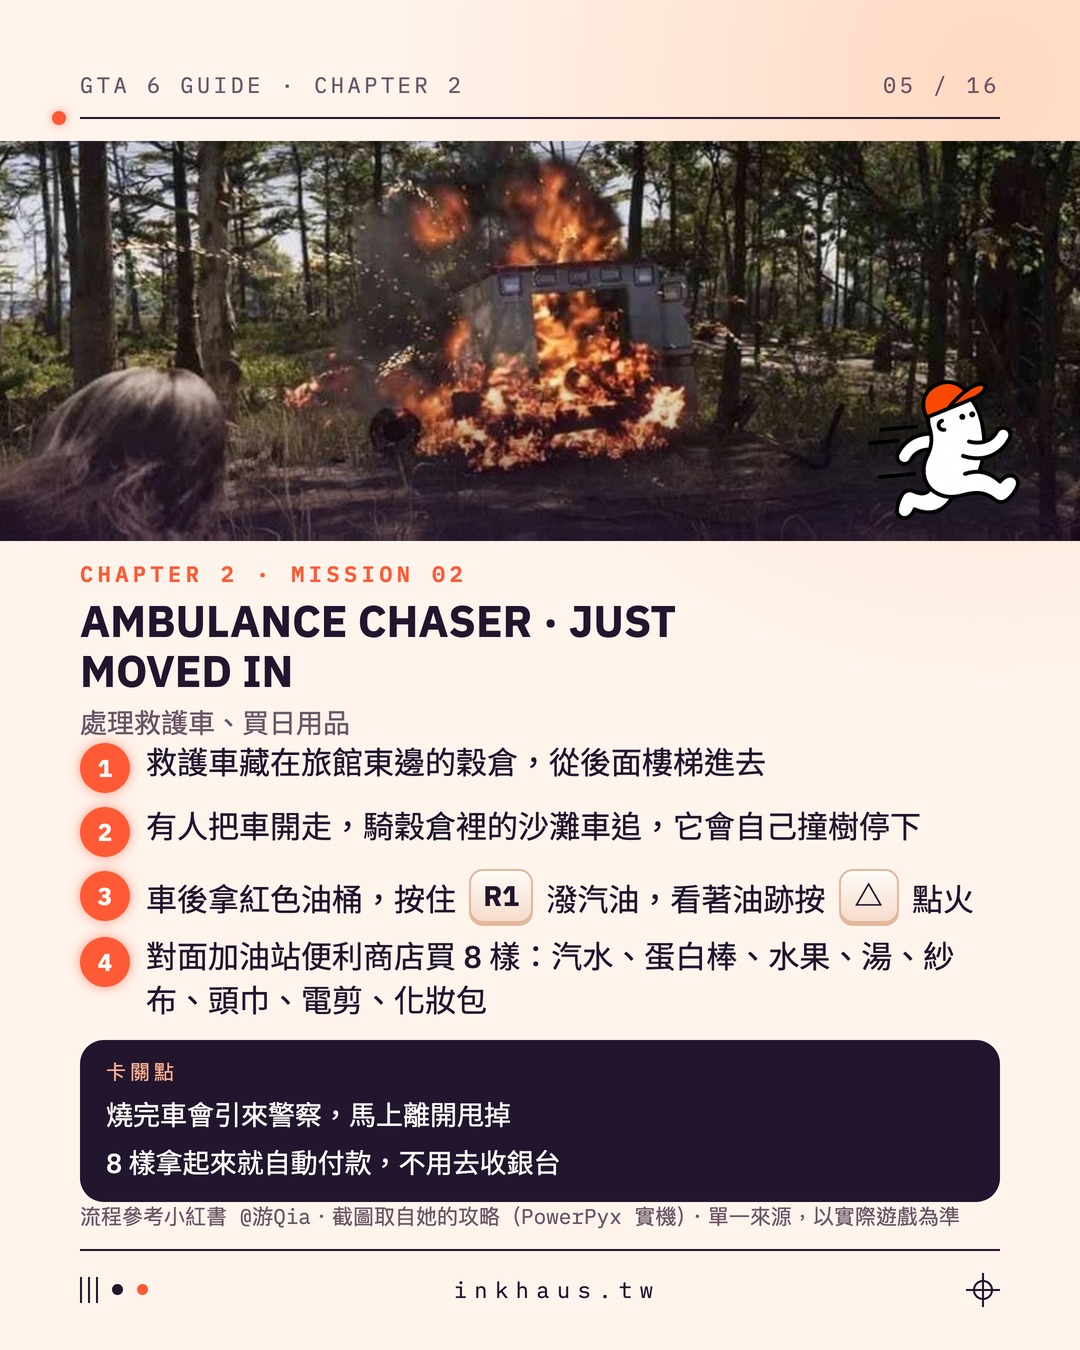 GTA 6 GUIDE · CHAPTER 2
05 / 16
CHAPTER 2 · MISSION 02
AMBULANCE CHASER · JUST
MOVED IN
處理救護車、買日用品
1 救護車藏在旅館東邊的穀倉，從後面樓梯進去
2 有人把車開走，騎穀倉裡的沙灘車追，它會自己撞樹停下
3 車後拿紅色油桶，按住 R1 潑汽油，看著油跡按 △ 點火
4 對面加油站便利商店買 8 樣：汽水、蛋白棒、水果、湯、紗
布、頭巾、電剪、化妝包
卡關點
燒完車會引來警察，馬上離開甩掉
8 樣拿起來就自動付款，不用去收銀台
流程參考小紅書 @游Qia · 截圖取自她的攻略（PowerPyx 實機）· 單一來源，以實際遊戲為準
inkhaus.tw